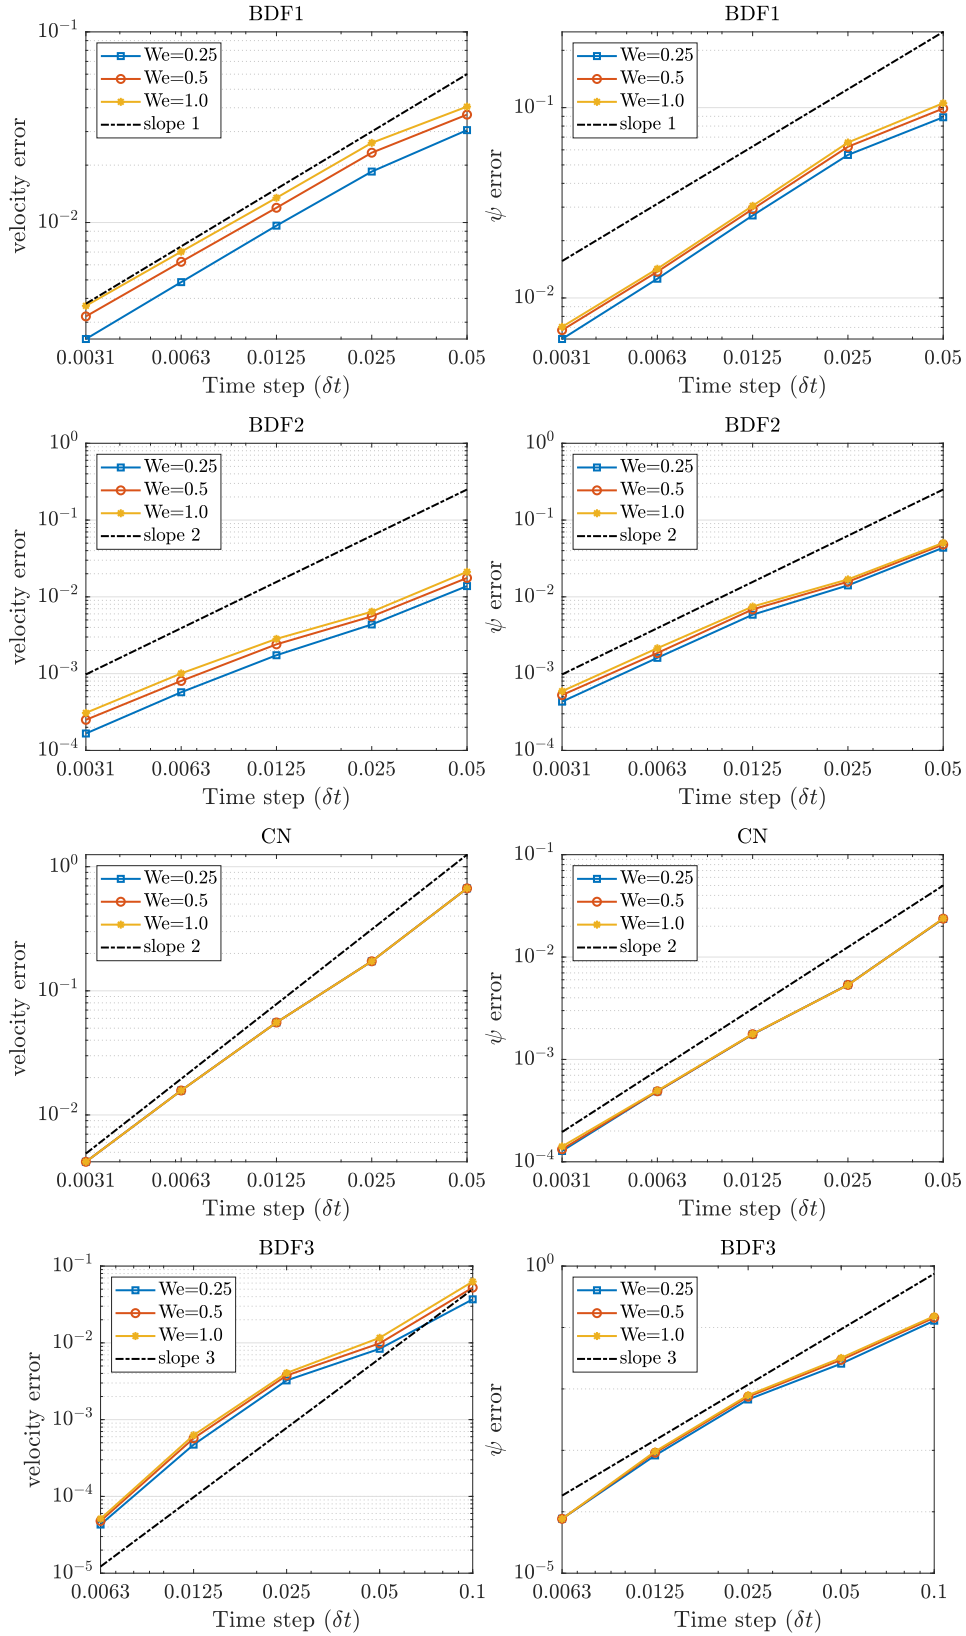 BDF1
velocity error
10^-1
10^-2
We=0.25
We=0.5
We=1.0
slope 1
0.0031 0.0063 0.0125 0.025 0.05
Time step (δt)
BDF1
ψ error
10^-1
10^-2
We=0.25
We=0.5
We=1.0
slope 1
0.0031 0.0063 0.0125 0.025 0.05
Time step (δt)
BDF2
velocity error
10^0
10^-1
10^-2
10^-3
10^-4
We=0.25
We=0.5
We=1.0
slope 2
0.0031 0.0063 0.0125 0.025 0.05
Time step (δt)
BDF2
ψ error
10^0
10^-1
10^-2
10^-3
10^-4
We=0.25
We=0.5
We=1.0
slope 2
0.0031 0.0063 0.0125 0.025 0.05
Time step (δt)
CN
velocity error
10^0
10^-1
10^-2
We=0.25
We=0.5
We=1.0
slope 2
0.0031 0.0063 0.0125 0.025 0.05
Time step (δt)
CN
ψ error
10^-1
10^-2
10^-3
10^-4
We=0.25
We=0.5
We=1.0
slope 2
0.0031 0.0063 0.0125 0.025 0.05
Time step (δt)
BDF3
velocity error
10^-1
10^-2
10^-3
10^-4
10^-5
We=0.25
We=0.5
We=1.0
slope 3
0.0063 0.0125 0.025 0.05 0.1
Time step (δt)
BDF3
ψ error
10^0
10^-5
We=0.25
We=0.5
We=1.0
slope 3
0.0063 0.0125 0.025 0.05 0.1
Time step (δt)